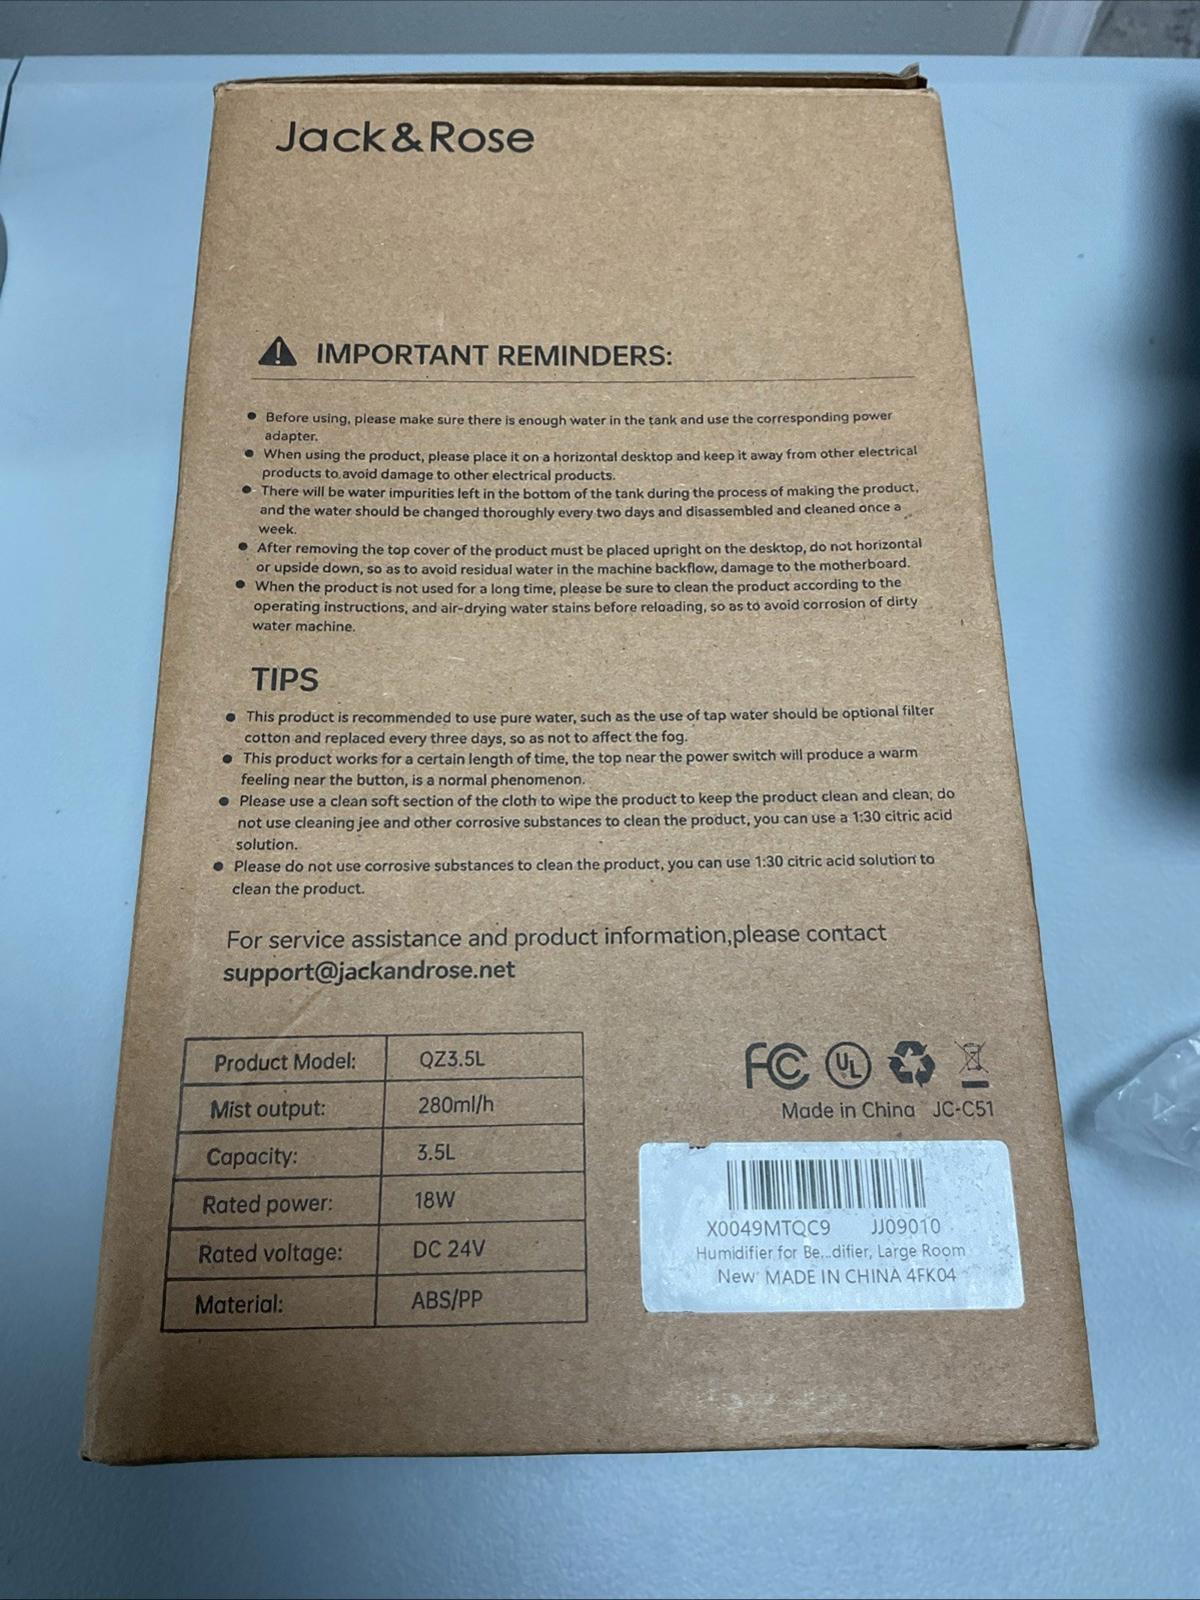 Jack&Rose
IMPORTANT REMINDERS:
● Before using, please make sure there is enough water in the tank and use the corresponding power
adapter.
● When using the product, please place it on a horizontal desktop and keep it away from other electrical
products to avoid damage to other electrical products.
● There will be water impurities left in the bottom of the tank during the process of making the product,
and the water should be changed thoroughly every two days and disassembled and cleaned once a
week.
● After removing the top cover of the product must be placed upright on the desktop, do not horizontal
or upside down, so as to avoid residual water in the machine backflow, damage to the motherboard.
● When the product is not used for a long time, please be sure to clean the product according to the
operating instructions, and air-drying water stains before reloading, so as to avoid corrosion of dirty
water machine.
TIPS
● This product is recommended to use pure water, such as the use of tap water should be optional filter
cotton and replaced every three days, so as not to affect the fog.
● This product works for a certain length of time, the top near the power switch will produce a warm
feeling near the button, is a normal phenomenon.
● Please use a clean soft section of the cloth to wipe the product to keep the product clean and clean; do
not use cleaning jee and other corrosive substances to clean the product, you can use a 1:30 citric acid
solution.
● Please do not use corrosive substances to clean the product, you can use 1:30 citric acid solution to
clean the product.
For service assistance and product information,please contact
support@jackandrose.net
Product Model: QZ3.5L
Mist output: 280ml/h
Capacity: 3.5L
Rated power: 18W
Rated voltage: DC 24V
Material: ABS/PP
FC UL
Made in China JC-C51
X0049MTQC9 JJ09010
Humidifier for Be...difier, Large Room
New MADE IN CHINA 4FK04